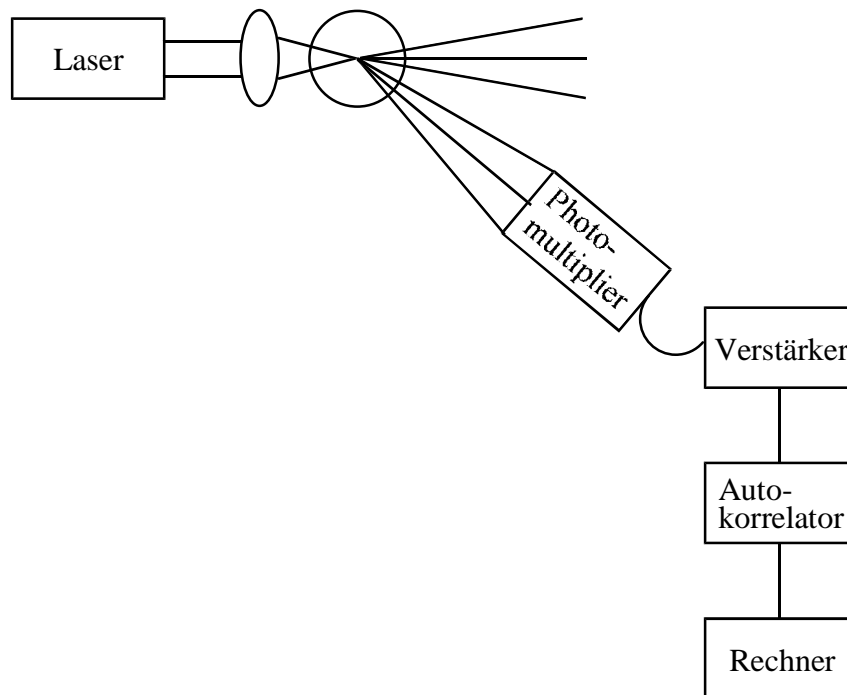 Laser
Photo-
multiplier
Verstärker
Auto-
korrelator
Rechner